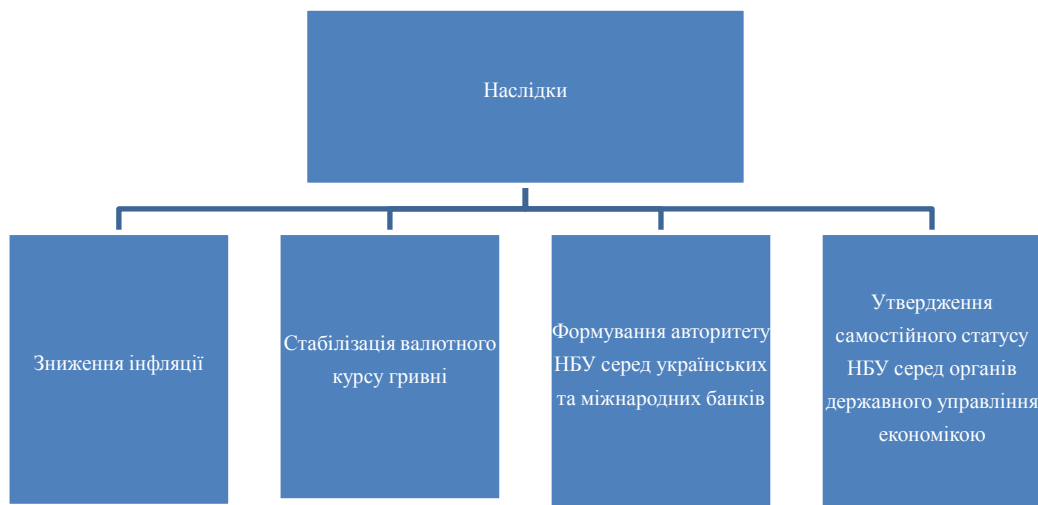 Наслідки
Зниження інфляції
Стабілізація валютного
курсу гривні
Формування авторитету
НБУ серед українських
та міжнародних банків
Утвердження
самостійного статусу
НБУ серед органів
державного управління
економікою